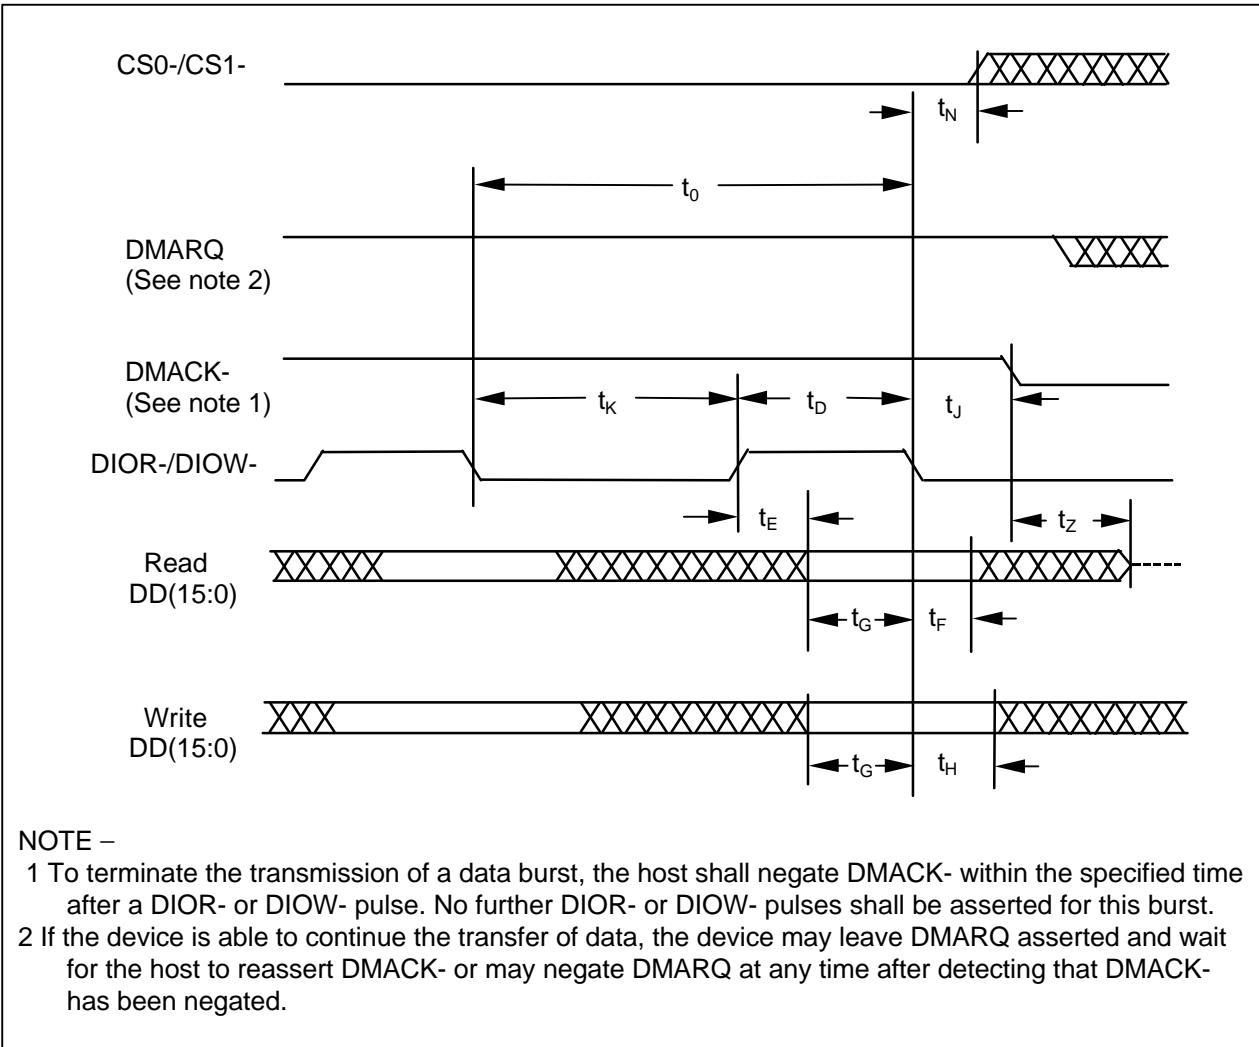 CS0-/CS1-
tN
t0
DMARQ
(See note 2)
DMACK-
(See note 1)
tK
tD
tJ
DIOR-/DIOW-
tE
tZ
Read
DD(15:0)
tG
tF
Write
DD(15:0)
tG
tH
NOTE –
1 To terminate the transmission of a data burst, the host shall negate DMACK- within the specified time
after a DIOR- or DIOW- pulse. No further DIOR- or DIOW- pulses shall be asserted for this burst.
2 If the device is able to continue the transfer of data, the device may leave DMARQ asserted and wait
for the host to reassert DMACK- or may negate DMARQ at any time after detecting that DMACK-
has been negated.